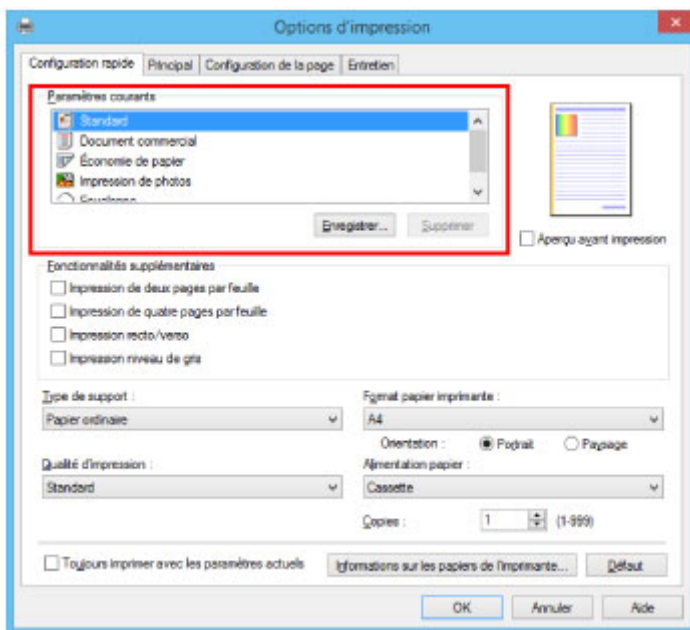 Options d'impression
Configuration rapide Principal Configuration de la page Entretien
Paramètres courants
Standard
Document commercial
Économie de papier
Impression de photos
Enregistrer... Supprimer
Aperçu avant impression
Fonctionnalités supplémentaires
Impression de deux pages par feuille
Impression de quatre pages par feuille
Impression recto/verso
Impression niveau de gris
Type de support : Format papier imprimante :
Papier ordinaire A4
Orientation : Portrait Paysage
Qualité d'impression : Alimentation papier :
Standard Cassette
Copies : 1 (1-999)
Toujours imprimer avec les paramètres actuels Informations sur les papiers de l'imprimante... Défaut
OK Annuler Aide